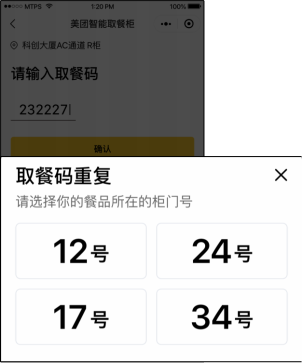 MTPS 1:20 PM 100%
美团智能取餐柜
科创大厦AC通道R柜
请输入取餐码
232227
确认
取餐码重复
请选择你的餐品所在的柜门号
12号 24号
17号 34号